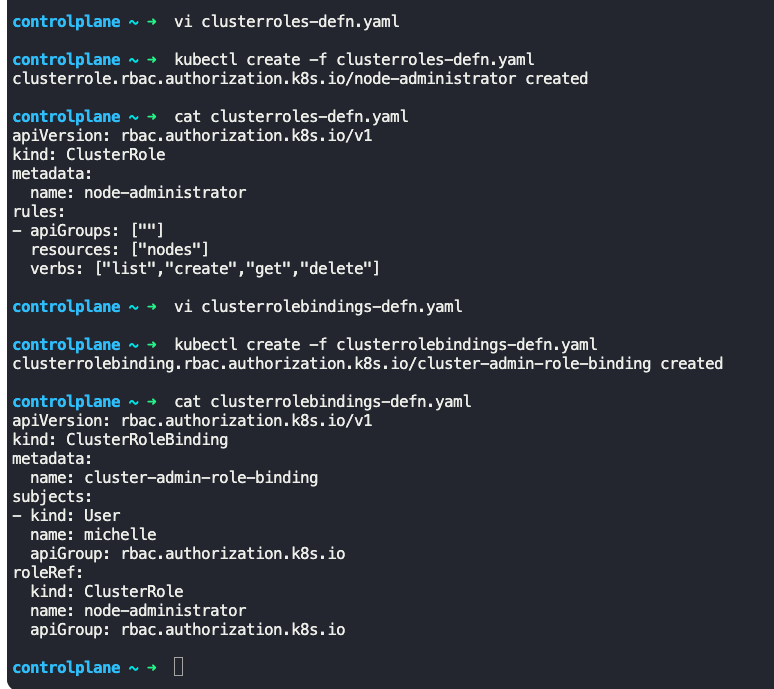 controlplane ~ ➜  vi clusterroles-defn.yaml
controlplane ~ ➜  kubectl create -f clusterroles-defn.yaml
clusterrole.rbac.authorization.k8s.io/node-administrator created
controlplane ~ ➜  cat clusterroles-defn.yaml
apiVersion: rbac.authorization.k8s.io/v1
kind: ClusterRole
metadata:
  name: node-administrator
rules:
- apiGroups: [""]
  resources: ["nodes"]
  verbs: ["list","create","get","delete"]
controlplane ~ ➜  vi clusterrolebindings-defn.yaml
controlplane ~ ➜  kubectl create -f clusterrolebindings-defn.yaml
clusterrolebinding.rbac.authorization.k8s.io/cluster-admin-role-binding created
controlplane ~ ➜  cat clusterrolebindings-defn.yaml
apiVersion: rbac.authorization.k8s.io/v1
kind: ClusterRoleBinding
metadata:
  name: cluster-admin-role-binding
subjects:
- kind: User
  name: michelle
  apiGroup: rbac.authorization.k8s.io
roleRef:
  kind: ClusterRole
  name: node-administrator
  apiGroup: rbac.authorization.k8s.io
controlplane ~ ➜